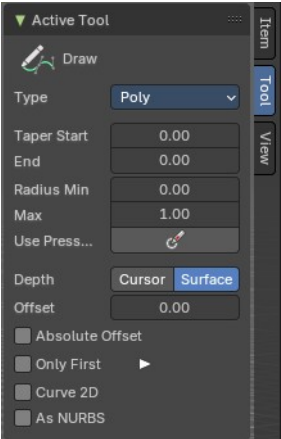 Active Tool
Draw
Type Poly
Taper Start 0.00
End 0.00
Radius Min 0.00
Max 1.00
Use Press...
Depth Cursor Surface
Offset 0.00
Absolute Offset
Only First
Curve 2D
As NURBS
Item
Tool
View